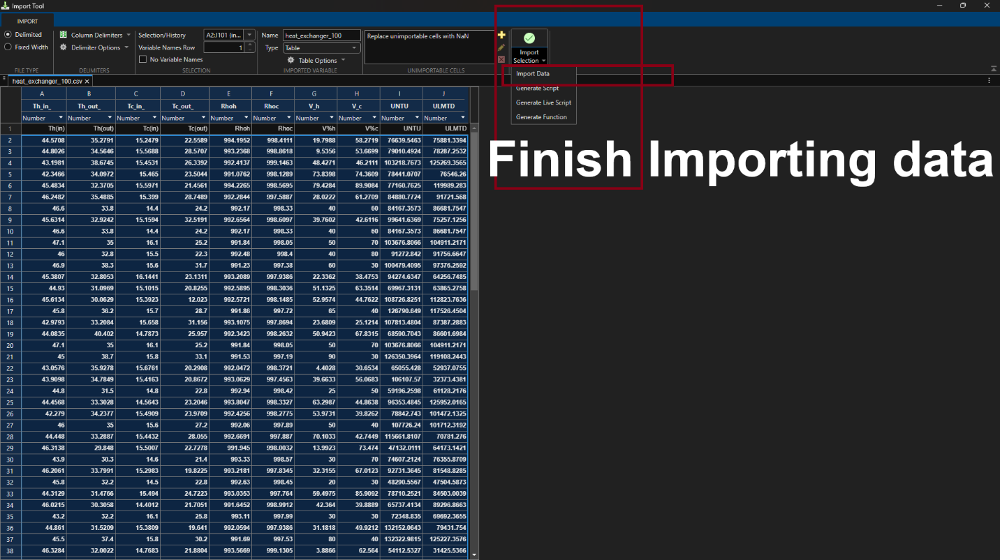 Import Tool
IMPORT
Delimited
Fixed Width
FILE TYPE
Column Delimiters
Delimiter Options
DELIMITERS
Selection/History A2:J101 (in...
Variable Names Row 1
No Variable Names
SELECTION
Name heat_exchanger_100
Type Table
Table Options
IMPORTED VARIABLE
Replace unimportable cells with NaN
UNIMPORTABLE CELLS
Import
Selection
Import Data
Generate Script
Generate Live Script
Generate Function
Finish Importing data
heat_exchanger_100.csv
A B C D E F G H I J
Th_in_ Th_out_ Tc_in_ Tc_out_ Rhoh Rhoc V_h V_c UNTU ULMTD
Number Number Number Number Number Number Number Number Number Number
1 Th(in) Th(out) Tc(in) Tc(out) Rhoh Rhoc V%h V%c UNTU ULMTD
2 44.5708 35.2791 15.2479 22.5589 994.1952 998.4111 19.7988 58.2719 76639.5463 75881.3394
3 44.8026 34.5646 15.5688 28.5707 993.2368 998.8618 9.5356 53.6699 79010.4924 78287.2532
4 43.1981 38.6745 15.4531 26.3392 992.4137 999.1463 48.4271 46.2111 103218.7673 125269.3565
5 42.3466 34.0972 15.465 23.5044 991.0762 998.1289 73.8398 74.3609 78441.0707 76546.26
6 45.4834 32.3705 15.5971 21.4561 994.2265 998.5695 79.4284 89.9084 77160.7625 119989.283
7 46.2482 35.4885 15.399 28.7489 992.2844 997.5887 28.0222 61.2709 84880.7724 91721.568
8 46.6 33.8 14.4 24.2 992.17 998.33 40 60 84167.3573 86681.7547
9 45.6314 32.9242 15.1594 32.5191 992.6564 998.6097 39.7602 42.6116 99641.6369 75257.1256
10 46.6 33.8 14.4 24.2 992.17 998.33 40 60 84167.3573 86681.7547
11 47.1 35 16.1 25.2 991.84 998.05 50 70 103676.8066 104911.2171
12 46 32.8 15.5 22.3 992.48 998.4 40 80 91272.842 91756.6647
13 46.9 38.3 15.6 31.7 991.23 997.38 60 30 100479.4095 97376.2592
14 45.3807 32.8053 16.1441 23.1311 993.2089 997.9386 22.3362 38.4753 94274.6347 64256.7485
15 44.93 31.0969 15.1015 20.8255 992.5895 998.3036 51.1325 63.3514 69967.3131 63865.2758
16 45.6134 30.0629 15.3923 12.023 992.5721 998.1485 52.9574 44.7622 108726.8251 112823.7636
17 45.8 36.2 15.7 28.7 991.86 997.72 65 40 126790.649 117526.4504
18 42.9793 33.2084 15.658 31.156 993.1075 997.8694 23.6809 25.1214 107813.4804 87387.2883
19 44.0835 40.402 14.7873 25.957 992.3423 998.2632 50.9423 67.8315 68590.7043 86601.6984
20 47.1 35 16.1 25.2 991.84 998.05 50 70 103676.8066 104911.2171
21 45 38.7 15.8 33.1 991.53 997.19 90 30 126350.3964 119108.2443
22 43.0576 35.9278 15.6761 20.2908 992.0472 998.3721 4.4028 30.6534 65055.428 52937.0755
23 43.9098 34.7849 15.4163 20.8672 993.0629 997.4563 39.6633 56.0683 106107.57 32373.4381
24 44.8 31.5 14.8 22.8 992.94 998.42 25 50 59196.2598 61128.2176
25 44.4568 33.3028 14.5643 23.2046 993.8047 998.3327 63.2987 44.8638 96353.4845 125952.0165
26 42.279 34.2377 15.4909 23.9709 992.4256 998.2775 53.9731 39.8262 78842.743 101472.1325
27 46 35 15.6 27.2 992.06 997.89 50 40 107726.24 101712.3192
28 44.448 33.2887 15.4432 28.055 992.6691 997.887 70.1033 42.7449 115661.8107 70781.276
29 46.3138 29.848 15.5007 22.7278 991.945 998.0032 13.9923 73.474 47132.0111 64173.1421
30 43.9 30.3 14.6 21.4 993.33 998.57 30 70 74607.2124 76355.8709
31 46.2061 33.7991 15.2983 19.8225 993.2181 997.8345 32.3155 67.0123 92731.3645 81548.8285
32 45.8 32.2 14.5 22.8 992.63 998.45 20 30 48290.5567 47504.5873
33 44.3129 31.4766 15.494 24.7223 993.0353 997.764 59.4975 85.9092 78710.2521 84503.0039
34 46.0215 30.3058 14.4012 21.7051 991.6452 998.9912 42.364 39.8889 65737.4134 89296.8663
35 43.2 32.2 16.1 25.8 993.11 997.99 30 30 72348.835 69692.3655
36 44.861 31.5209 15.3809 19.641 992.0594 997.9386 31.1818 49.9212 132152.0643 79431.754
37 45.5 37.4 15.8 30.2 991.69 997.53 80 40 132322.9815 125227.3576
38 46.3284 32.0022 14.7683 21.8804 993.5669 999.1305 3.8866 62.564 54112.5327 31425.5366